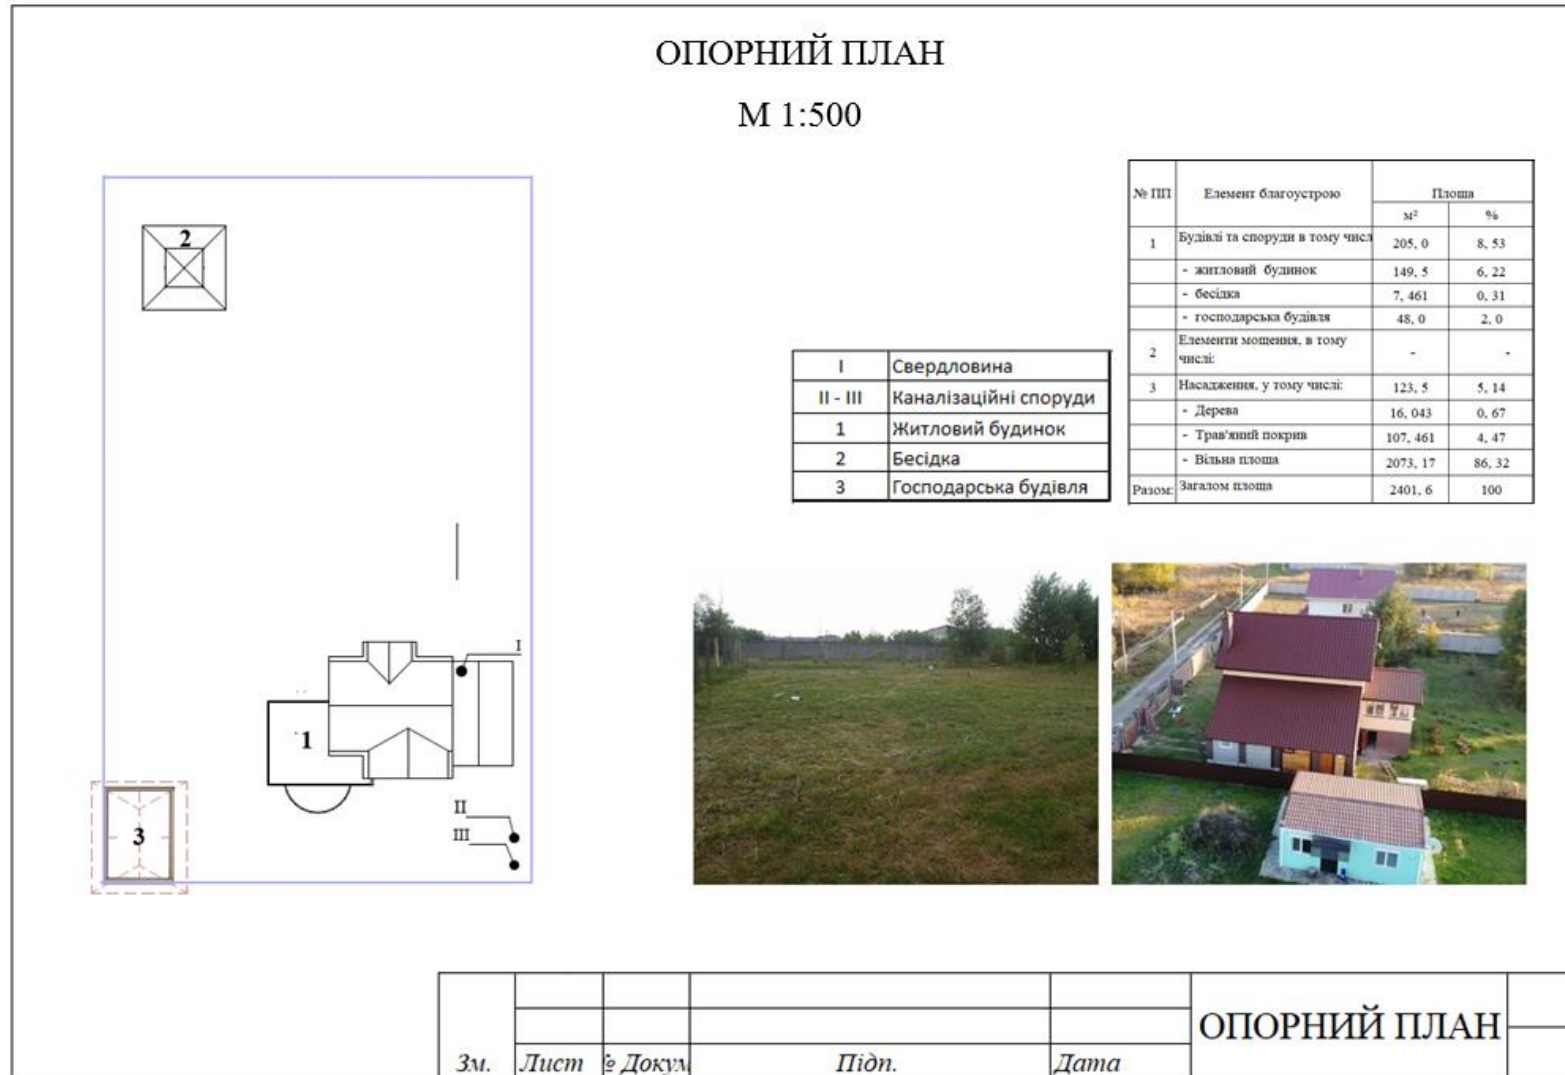 ОПОРНИЙ ПЛАН
М 1:500
2
1
3
I
II
III
I Свердловина
II - III Каналізаційні споруди
1 Житловий будинок
2 Бесідка
3 Господарська будівля
№ ПП Елемент благоустрою Площа
м² %
1 Будівлі та споруди в тому числ 205, 0 8, 53
- житловий будинок 149, 5 6, 22
- бесідка 7, 461 0, 31
- господарська будівля 48, 0 2, 0
2 Елементи мощення, в тому
числі: - -
3 Насадження, у тому числі: 123, 5 5, 14
- Дерева 16, 043 0, 67
- Трав'яний покрив 107, 461 4, 47
- Вільна площа 2073, 17 86, 32
Разом: Загалом площа 2401, 6 100
ОПОРНИЙ ПЛАН
Зм. Лист № Докум Підп. Дата